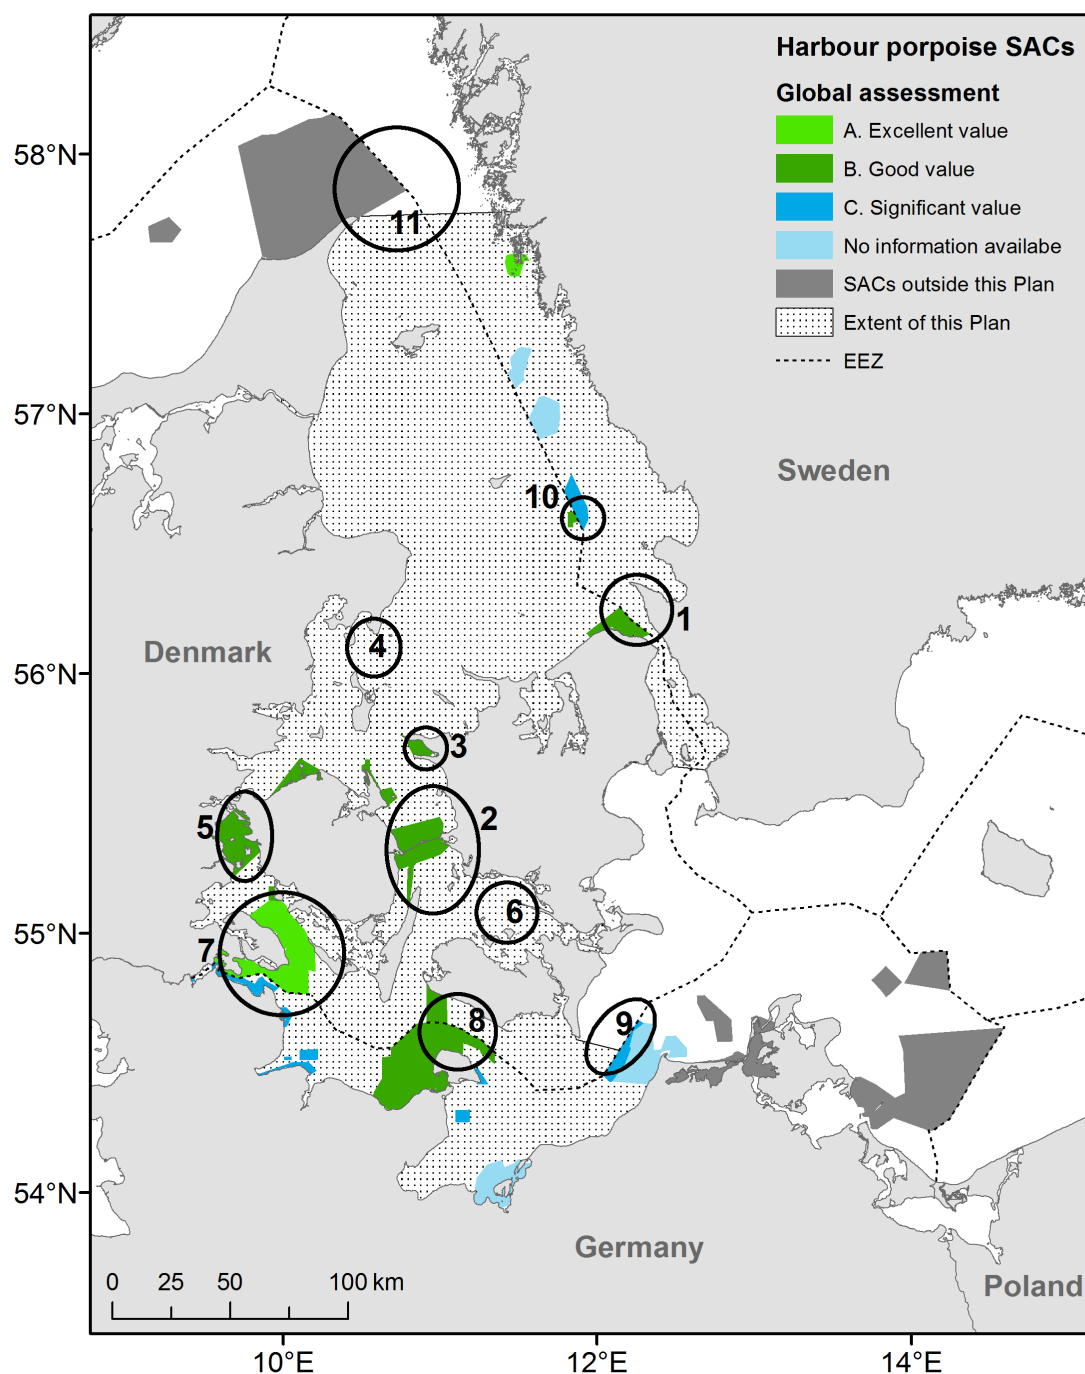 Harbour porpoise SACs
Global assessment
A. Excellent value
B. Good value
C. Significant value
No information availabe
SACs outside this Plan
Extent of this Plan
EEZ
58°N
57°N
56°N
55°N
54°N
11
10
1
4
3
2
5
6
7
8
9
Sweden
Denmark
Germany
Poland
0 25 50 100 km
10°E 12°E 14°E